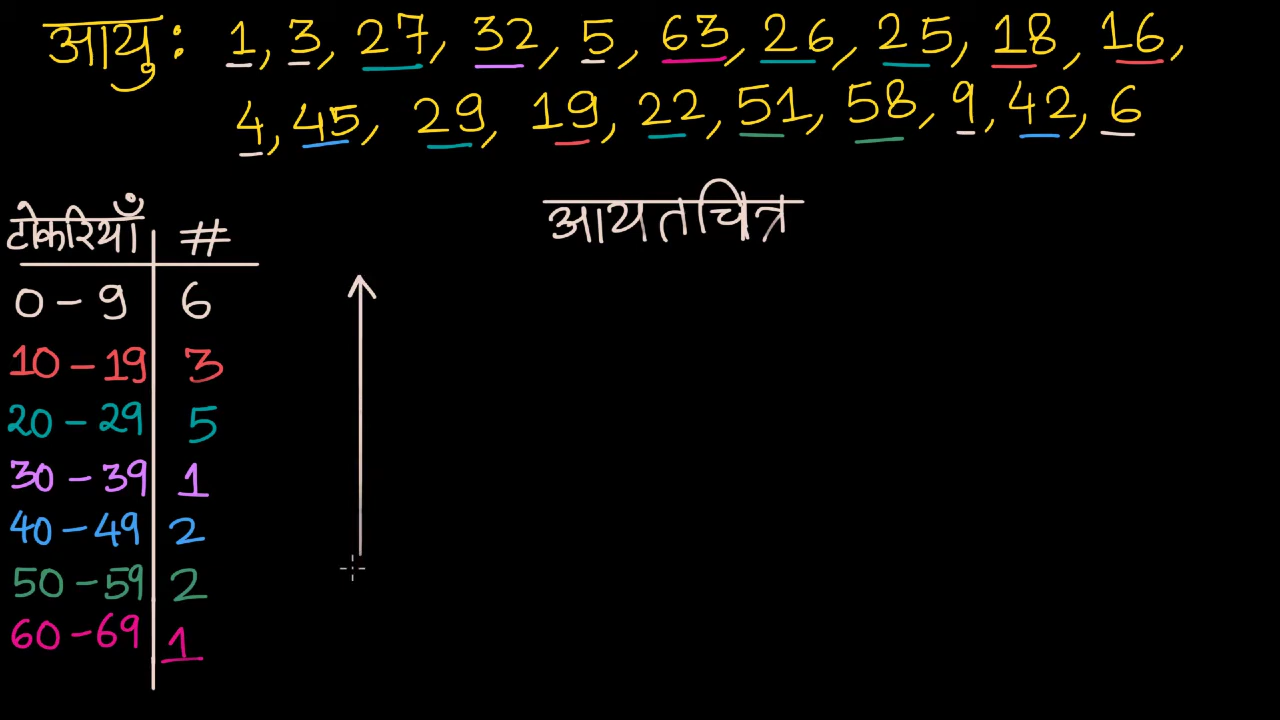 आयु: 1, 3, 27, 32, 5, 63, 26, 25, 18, 16,
4, 45, 29, 19, 22, 51, 58, 9, 42, 6
आयतचित्र
टोकरियाँ #
0-9 6
10-19 3
20-29 5
30-39 1
40-49 2
50-59 2
60-69 1